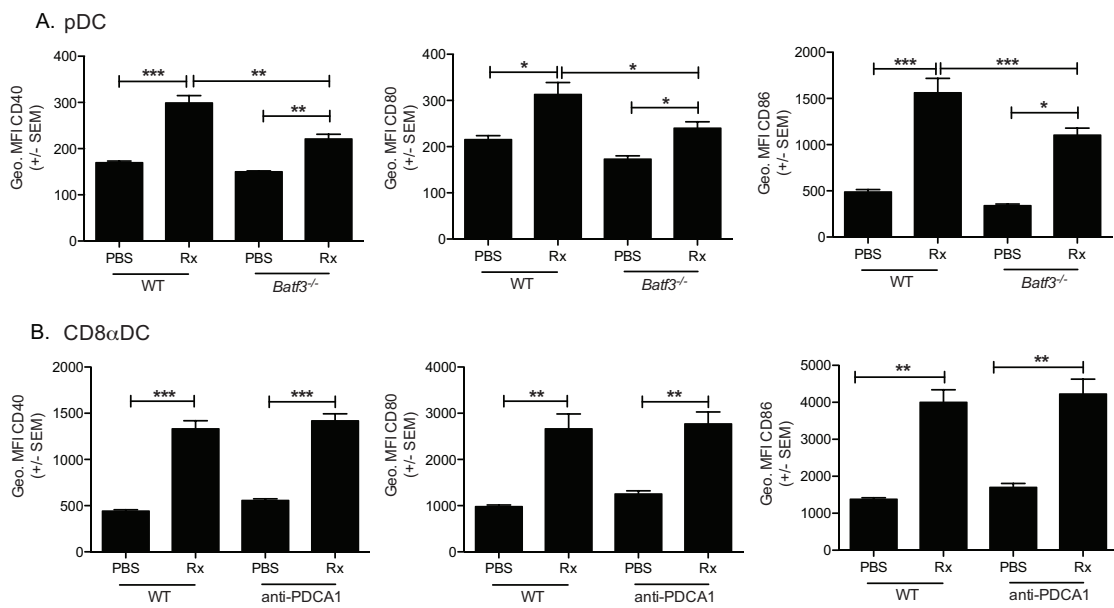 A. pDC
Geo. MFI CD40
(+/- SEM)
400
300
200
100
0
***
**
**
PBS
Rx
PBS
Rx
WT
Batf3-/-
Geo. MFI CD80
(+/- SEM)
400
300
200
100
0
*
*
*
PBS
Rx
PBS
Rx
WT
Batf3-/-
Geo. MFI CD86
(+/- SEM)
2000
1500
1000
500
0
***
***
*
PBS
Rx
PBS
Rx
WT
Batf3-/-
B. CD8αDC
Geo. MFI CD40
(+/- SEM)
2000
1500
1000
500
0
***
***
PBS
Rx
PBS
Rx
WT
anti-PDCA1
Geo. MFI CD80
(+/- SEM)
4000
3000
2000
1000
0
**
**
PBS
Rx
PBS
Rx
WT
anti-PDCA1
Geo. MFI CD86
(+/- SEM)
5000
4000
3000
2000
1000
0
**
**
PBS
Rx
PBS
Rx
WT
anti-PDCA1